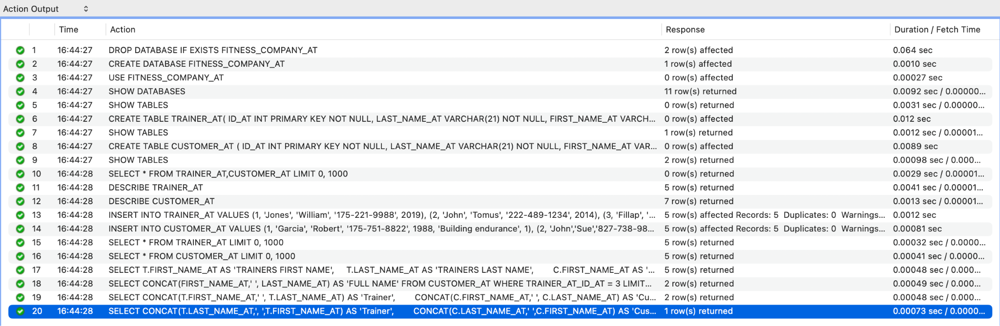 Action Output
Time Action Response Duration / Fetch Time
1 16:44:27 DROP DATABASE IF EXISTS FITNESS_COMPANY_AT 2 row(s) affected 0.064 sec
2 16:44:27 CREATE DATABASE FITNESS_COMPANY_AT 1 row(s) affected 0.0010 sec
3 16:44:27 USE FITNESS_COMPANY_AT 0 row(s) affected 0.00027 sec
4 16:44:27 SHOW DATABASES 11 row(s) returned 0.0092 sec / 0.00000...
5 16:44:27 SHOW TABLES 0 row(s) returned 0.0031 sec / 0.00000...
6 16:44:27 CREATE TABLE TRAINER_AT( ID_AT INT PRIMARY KEY NOT NULL, LAST_NAME_AT VARCHAR(21) NOT NULL, FIRST_NAME_AT VARCH... 0 row(s) affected 0.012 sec
7 16:44:27 SHOW TABLES 1 row(s) returned 0.0012 sec / 0.00001...
8 16:44:27 CREATE TABLE CUSTOMER_AT ( ID_AT INT PRIMARY KEY NOT NULL, LAST_NAME_AT VARCHAR(21) NOT NULL, FIRST_NAME_AT VAR... 0 row(s) affected 0.0089 sec
9 16:44:27 SHOW TABLES 2 row(s) returned 0.00098 sec / 0.000...
10 16:44:28 SELECT * FROM TRAINER_AT,CUSTOMER_AT LIMIT 0, 1000 0 row(s) returned 0.0029 sec / 0.00001...
11 16:44:28 DESCRIBE TRAINER_AT 5 row(s) returned 0.0041 sec / 0.00001...
12 16:44:28 DESCRIBE CUSTOMER_AT 7 row(s) returned 0.0013 sec / 0.00001...
13 16:44:28 INSERT INTO TRAINER_AT VALUES (1, 'Jones', 'William', '175-221-9988', 2019), (2, 'John', 'Tomus', '222-489-1234', 2014), (3, 'Fillap', '... 5 row(s) affected Records: 5 Duplicates: 0 Warnings... 0.0012 sec
14 16:44:28 INSERT INTO CUSTOMER_AT VALUES (1, 'Garcia', 'Robert', '175-751-8822', 1988, 'Building endurance', 1), (2, 'John','Sue','827-738-98... 5 row(s) affected Records: 5 Duplicates: 0 Warnings... 0.00081 sec
15 16:44:28 SELECT * FROM TRAINER_AT LIMIT 0, 1000 5 row(s) returned 0.00032 sec / 0.0000...
16 16:44:28 SELECT * FROM CUSTOMER_AT LIMIT 0, 1000 5 row(s) returned 0.00041 sec / 0.0000...
17 16:44:28 SELECT T.FIRST_NAME_AT AS 'TRAINERS FIRST NAME', T.LAST_NAME_AT AS 'TRAINERS LAST NAME', C.FIRST_NAME_AT AS '... 5 row(s) returned 0.00048 sec / 0.000...
18 16:44:28 SELECT CONCAT(FIRST_NAME_AT,' ', LAST_NAME_AT) AS 'FULL NAME' FROM CUSTOMER_AT WHERE TRAINER_AT_ID_AT = 3 LIMIT... 2 row(s) returned 0.00049 sec / 0.000...
19 16:44:28 SELECT CONCAT(T.FIRST_NAME_AT,' ', T.LAST_NAME_AT) AS 'Trainer', CONCAT(C.FIRST_NAME_AT,' ', C.LAST_NAME_AT) AS 'Cu... 2 row(s) returned 0.00048 sec / 0.000...
20 16:44:28 SELECT CONCAT(T.LAST_NAME_AT,', ',T.FIRST_NAME_AT) AS 'Trainer', CONCAT(C.LAST_NAME_AT,' ',C.FIRST_NAME_AT) AS 'Cus... 1 row(s) returned 0.00073 sec / 0.0000...